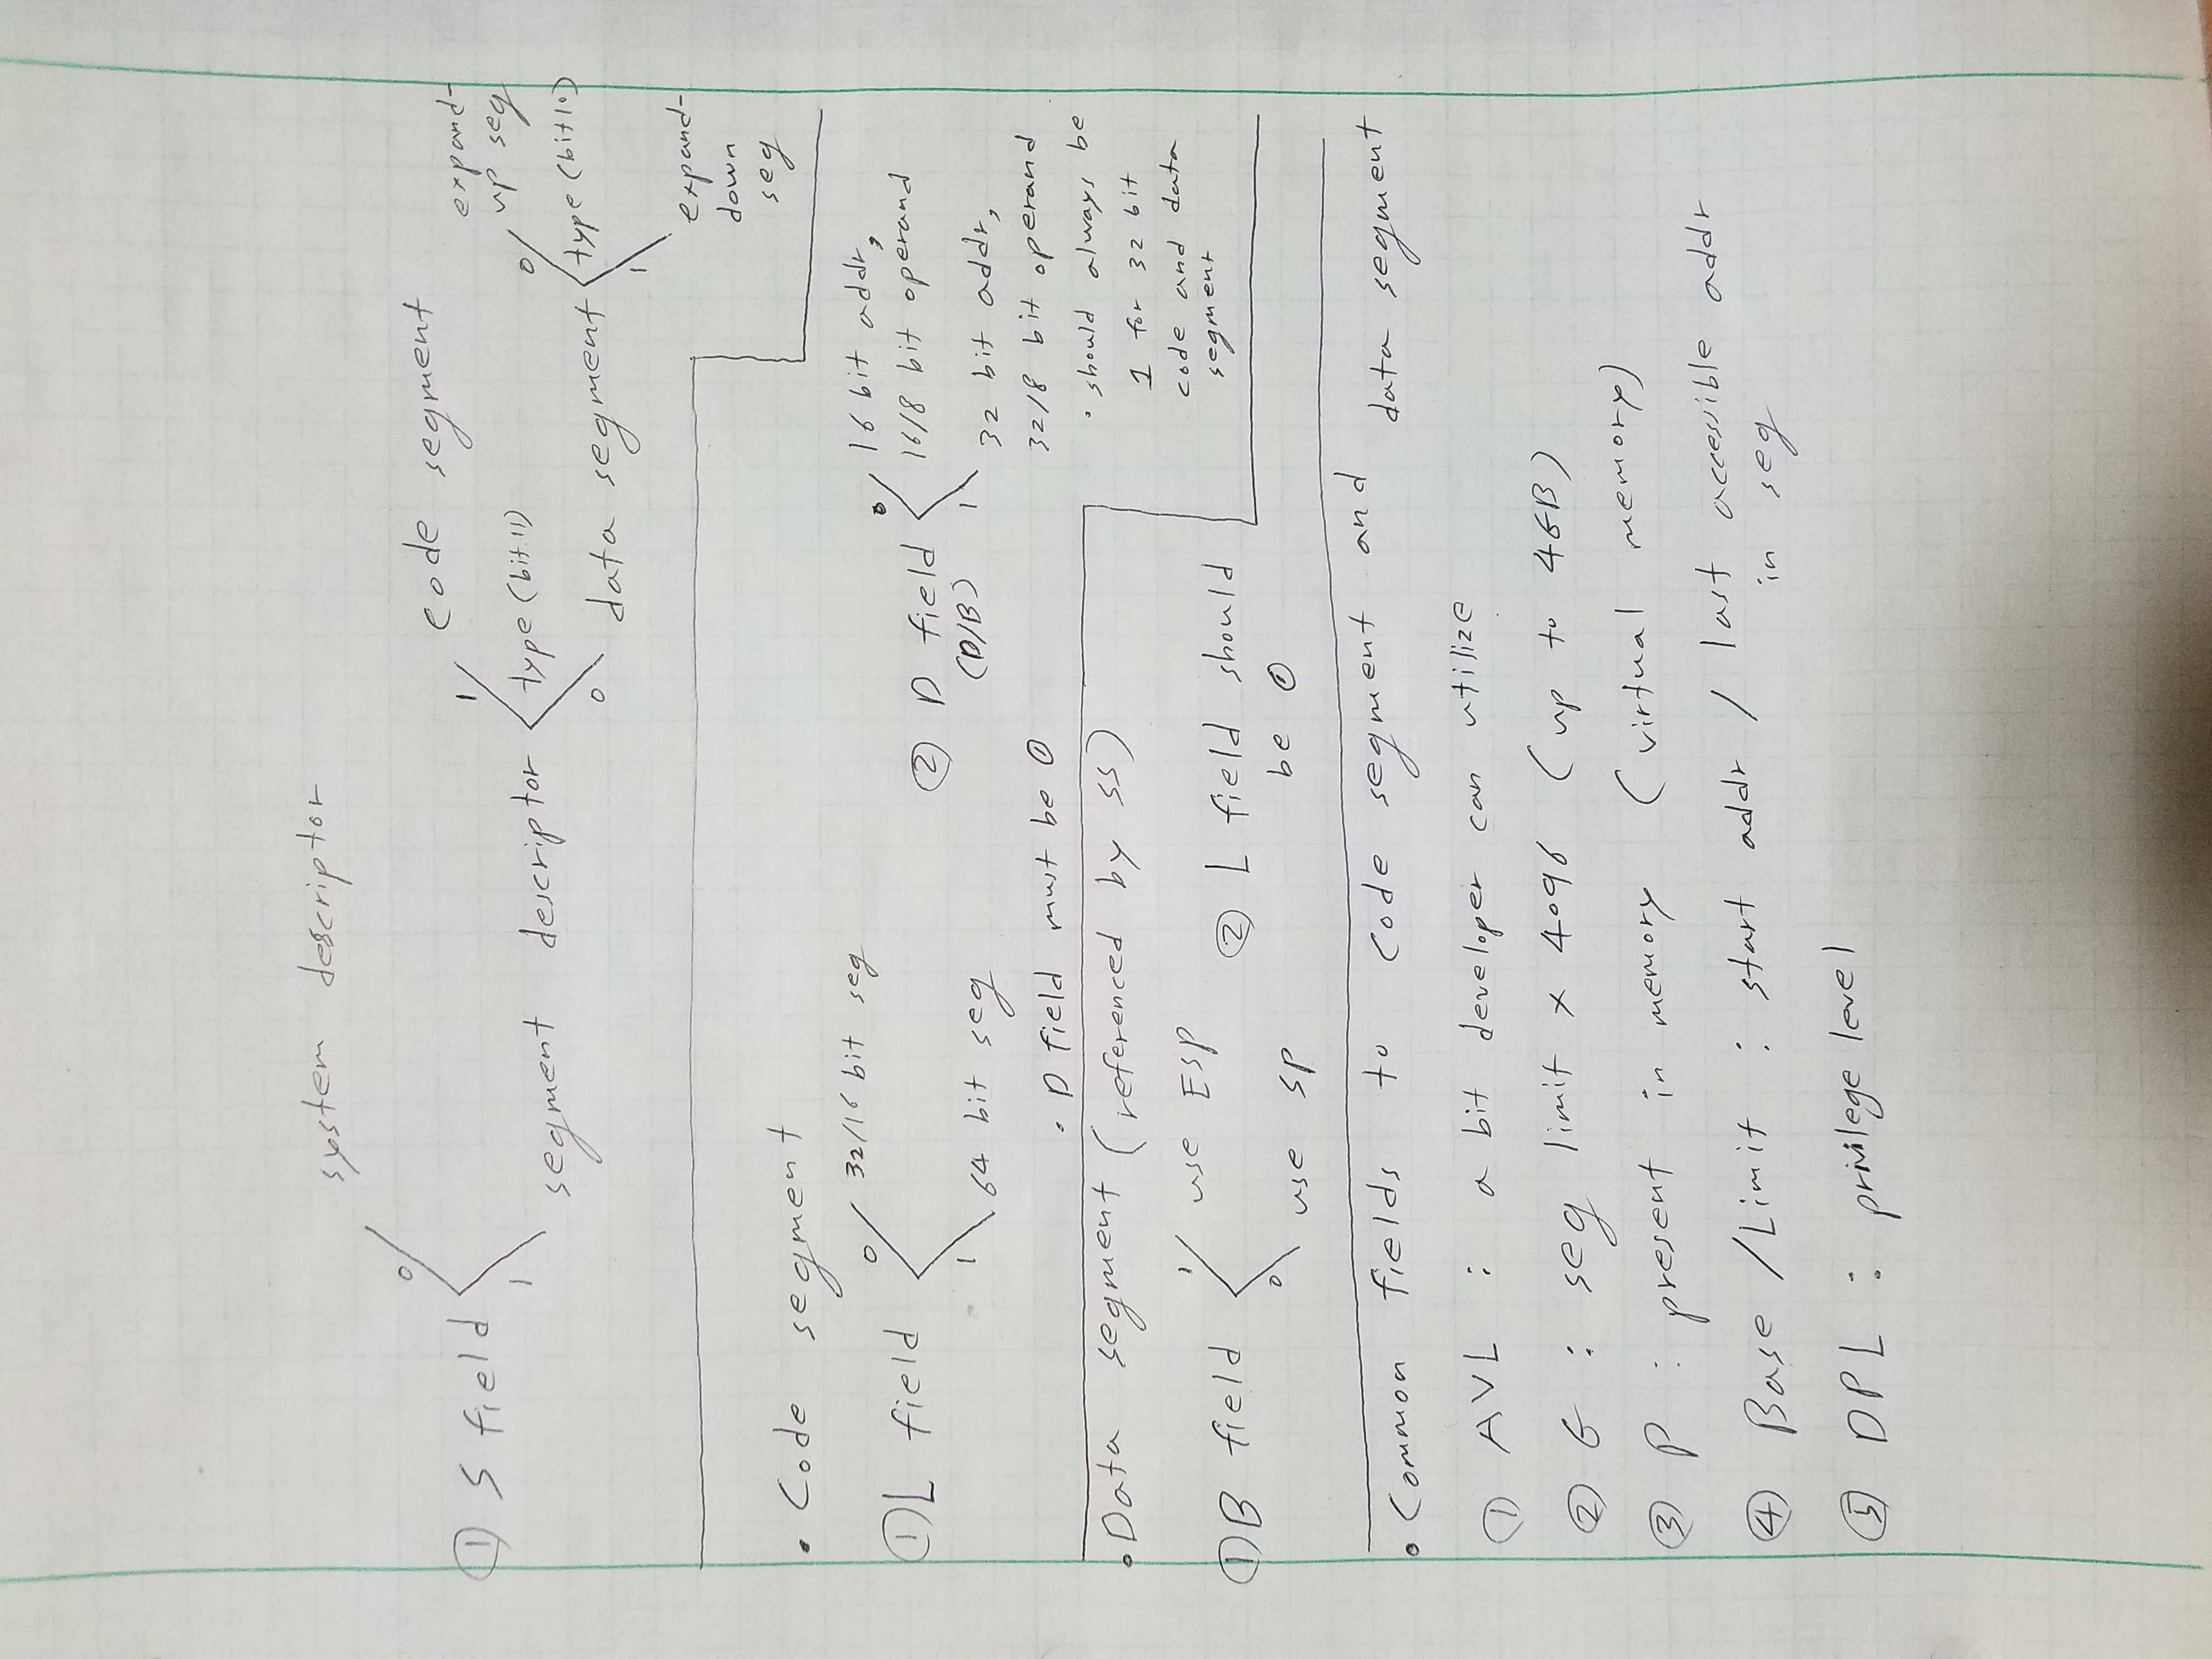 system descriptor
① S field
0
1
segment descriptor
1
type (bit 11)
0
code segment
data segment
0
type (bit 10)
1
expand-
up seg
expand-
down
seg
• Code segment
① L field
0
32/16 bit seg
1
64 bit seg
• D field must be 0
② D field
(D/B)
0
16 bit addr,
16/8 bit operand
1
32 bit addr,
32/8 bit operand
• should always be
1 for 32 bit
code and data
segment
• Data segment (referenced by SS)
① B field
1
use ESP
0
use SP
② L field should
be 0
• Common fields to code segment and data segment
① AVL : a bit developer can utilize
② G : seg limit x 4096 (up to 4GB)
③ P : present in memory (virtual memory)
④ Base / Limit : start addr / last accessible addr
in seg
⑤ DPL : privilege level